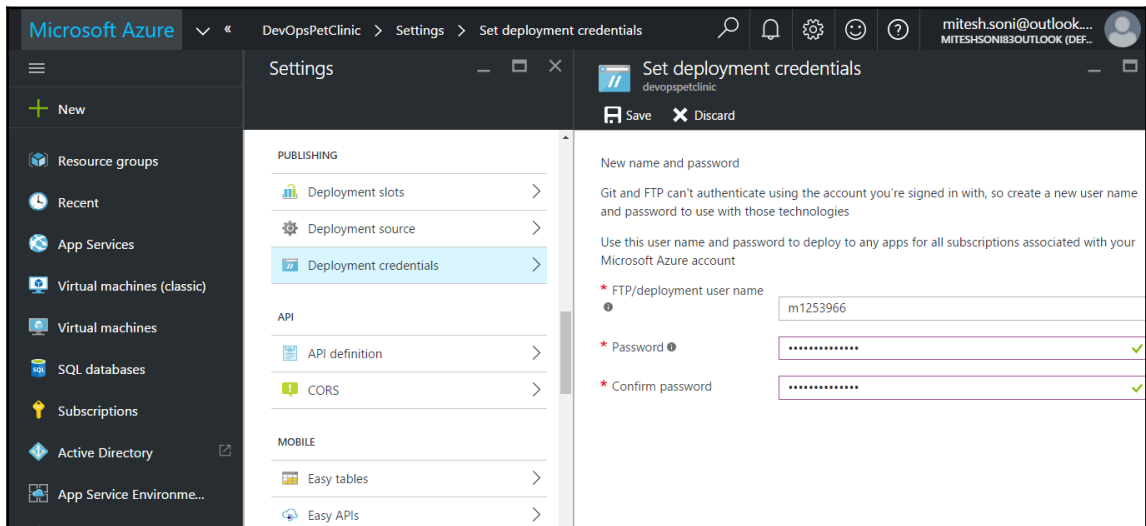 Microsoft Azure
DevOpsPetClinic > Settings > Set deployment credentials
mitesh.soni@outlook....
MITESHSONI83OUTLOOK (DEF...
New
Resource groups
Recent
App Services
Virtual machines (classic)
Virtual machines
SQL databases
Subscriptions
Active Directory
App Service Environme...
Settings
PUBLISHING
Deployment slots
Deployment source
Deployment credentials
API
API definition
CORS
MOBILE
Easy tables
Easy APIs
Set deployment credentials
devopspetclinic
Save Discard
New name and password
Git and FTP can't authenticate using the account you're signed in with, so create a new user name
and password to use with those technologies
Use this user name and password to deploy to any apps for all subscriptions associated with your
Microsoft Azure account
* FTP/deployment user name
m1253966
* Password
••••••••••••••
* Confirm password
••••••••••••••